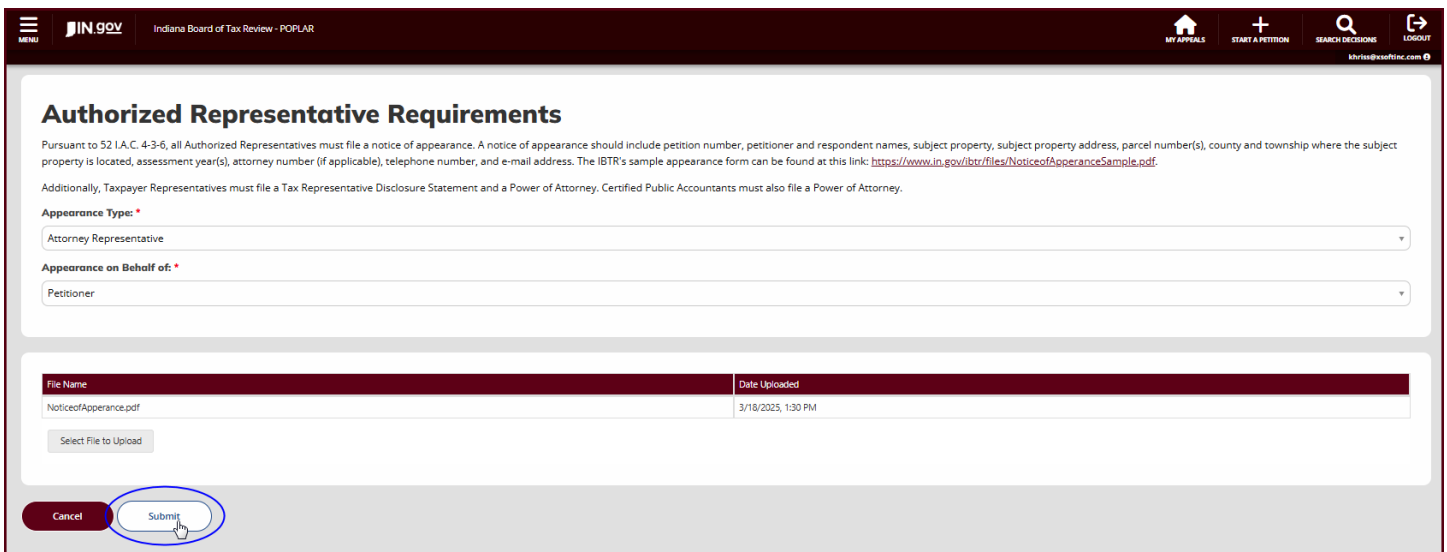 MENU
IN.gov
Indiana Board of Tax Review - POPLAR
MY APPEALS
START A PETITION
SEARCH DECISIONS
LOGOUT
khriss@xsoftinc.com
Authorized Representative Requirements
Pursuant to 52 I.A.C. 4-3-6, all Authorized Representatives must file a notice of appearance. A notice of appearance should include petition number, petitioner and respondent names, subject property, subject property address, parcel number(s), county and township where the subject
property is located, assessment year(s), attorney number (if applicable), telephone number, and e-mail address. The IBTR's sample appearance form can be found at this link: https://www.in.gov/ibtr/files/NoticeofApperanceSample.pdf.
Additionally, Taxpayer Representatives must file a Tax Representative Disclosure Statement and a Power of Attorney. Certified Public Accountants must also file a Power of Attorney.
Appearance Type: *
Attorney Representative
Appearance on Behalf of: *
Petitioner
File Name
Date Uploaded
NoticeofApperance.pdf
3/18/2025, 1:30 PM
Select File to Upload
Cancel
Submit